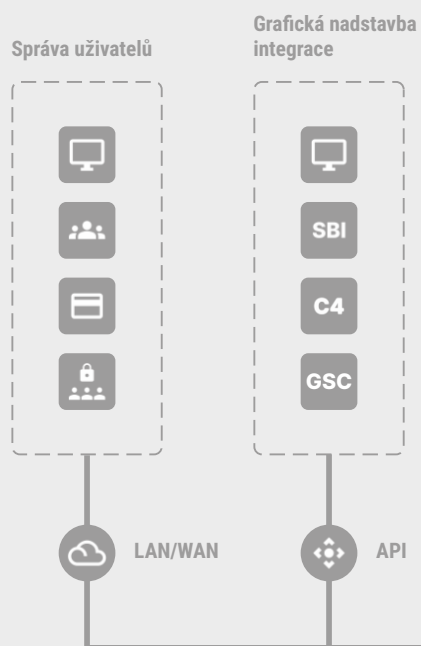 Správa uživatelů
Grafická nadstavba
integrace
SBI
C4
GSC
LAN/WAN
API